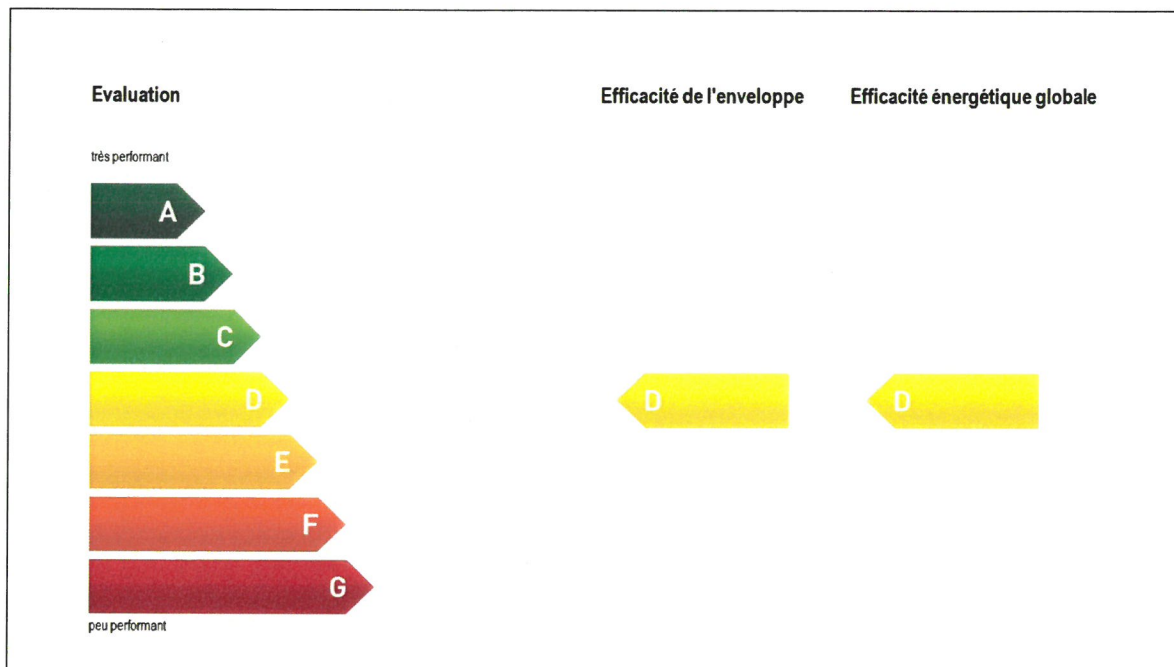 Evaluation
Efficacité de l'enveloppe
Efficacité énergétique globale
très performant
A
B
C
D
D
D
E
F
G
peu performant